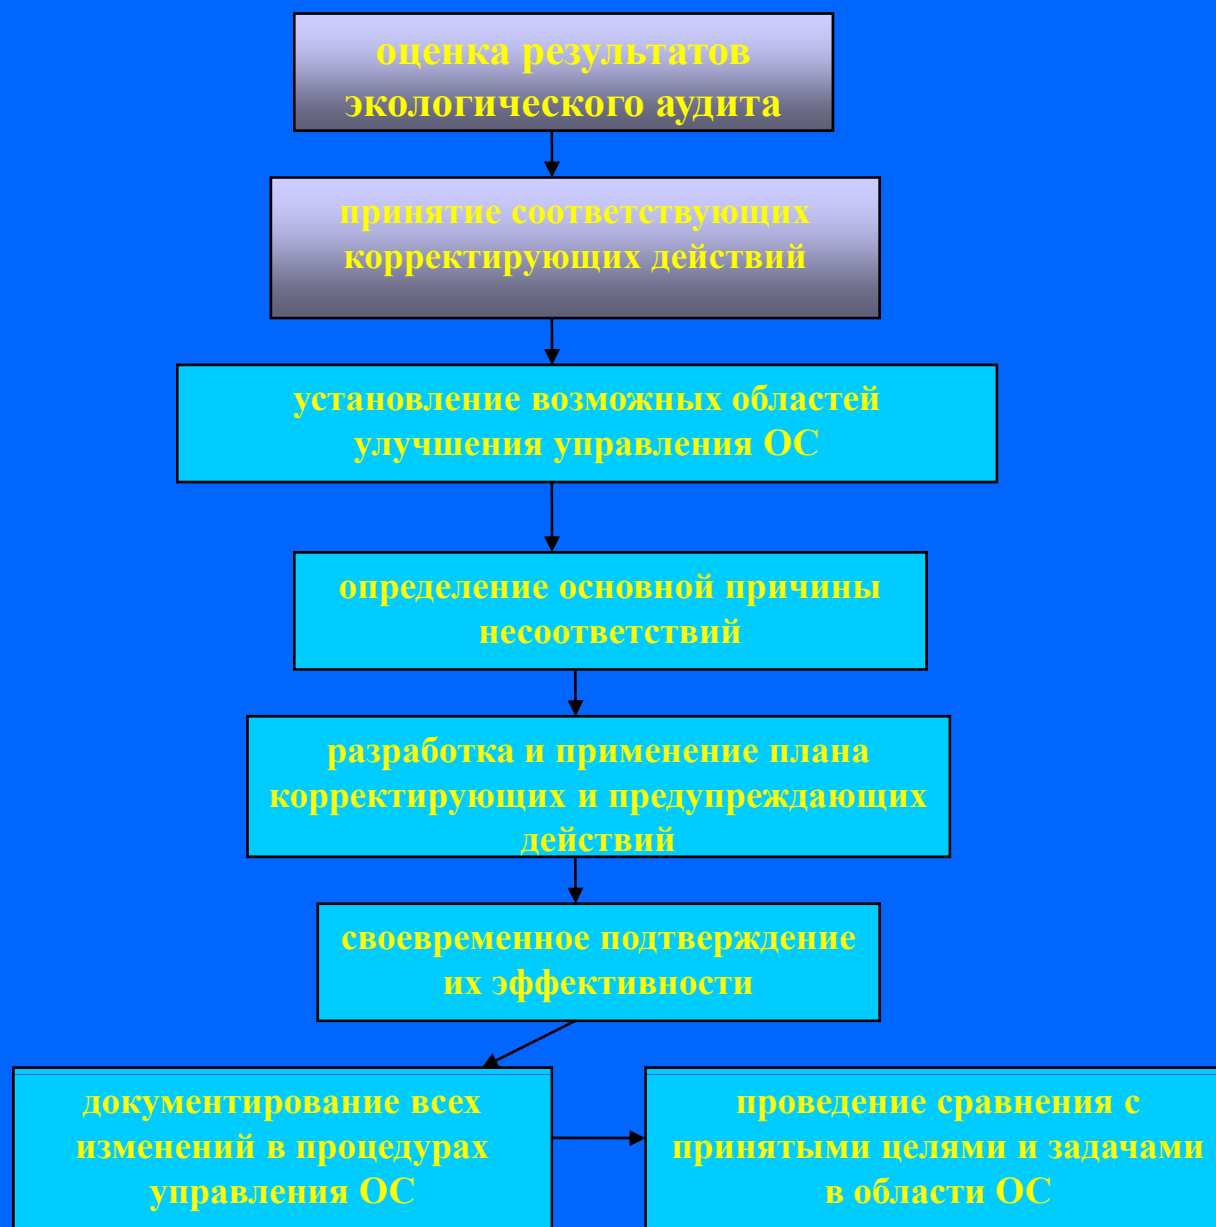 оценка результатов
экологического аудита
принятие соответствующих
корректирующих действий
установление возможных областей
улучшения управления ОС
определение основной причины
несоответствий
разработка и применение плана
корректирующих и предупреждающих
действий
своевременное подтверждение
их эффективности
документирование всех
изменений в процедурах
управления ОС
проведение сравнения с
принятыми целями и задачами
в области ОС